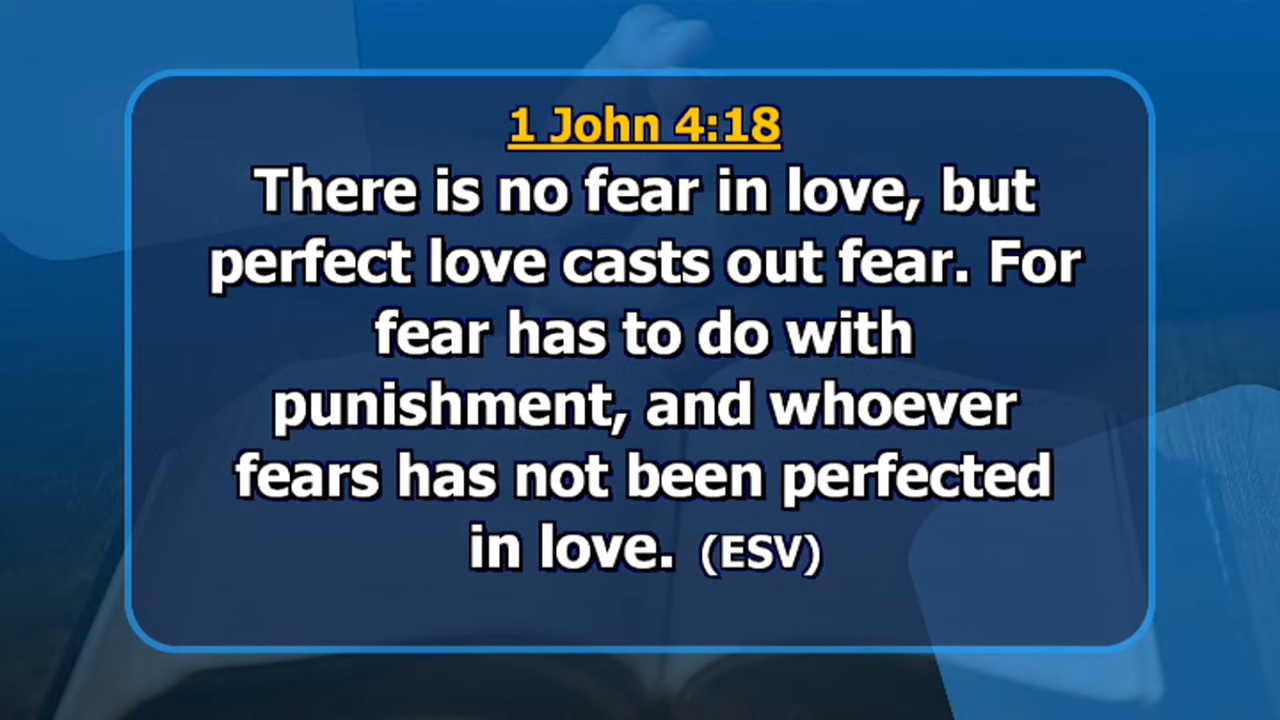 1 John 4:18
There is no fear in love, but
perfect love casts out fear. For
fear has to do with
punishment, and whoever
fears has not been perfected
in love. (ESV)